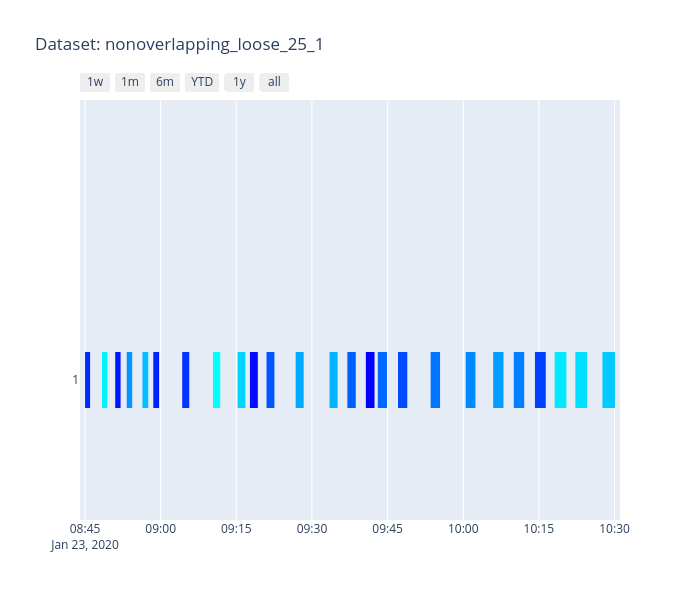 Dataset: nonoverlapping_loose_25_1
1w 1m 6m YTD 1y all
1
08:45 09:00 09:15 09:30 09:45 10:00 10:15 10:30
Jan 23, 2020